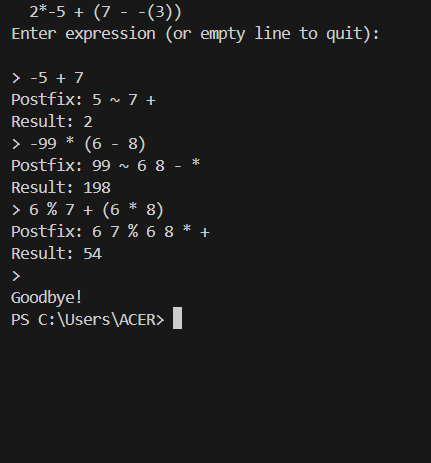 2*-5 + (7 - -(3))
Enter expression (or empty line to quit):
> -5 + 7
Postfix: 5 ~ 7 +
Result: 2
> -99 * (6 - 8)
Postfix: 99 ~ 6 8 - *
Result: 198
> 6 % 7 + (6 * 8)
Postfix: 6 7 % 6 8 * +
Result: 54
>
Goodbye!
PS C:\Users\ACER>